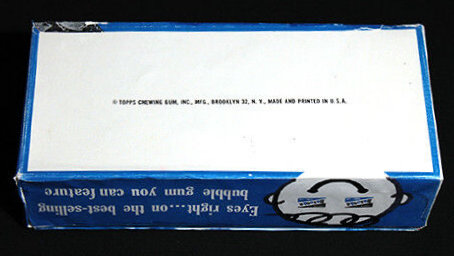 © TOPPS CHEWING GUM, INC., MFG., BROOKLYN 32, N. Y., MADE AND PRINTED IN U.S.A.
Eyes right...on the best-selling
bubble gum you can feature